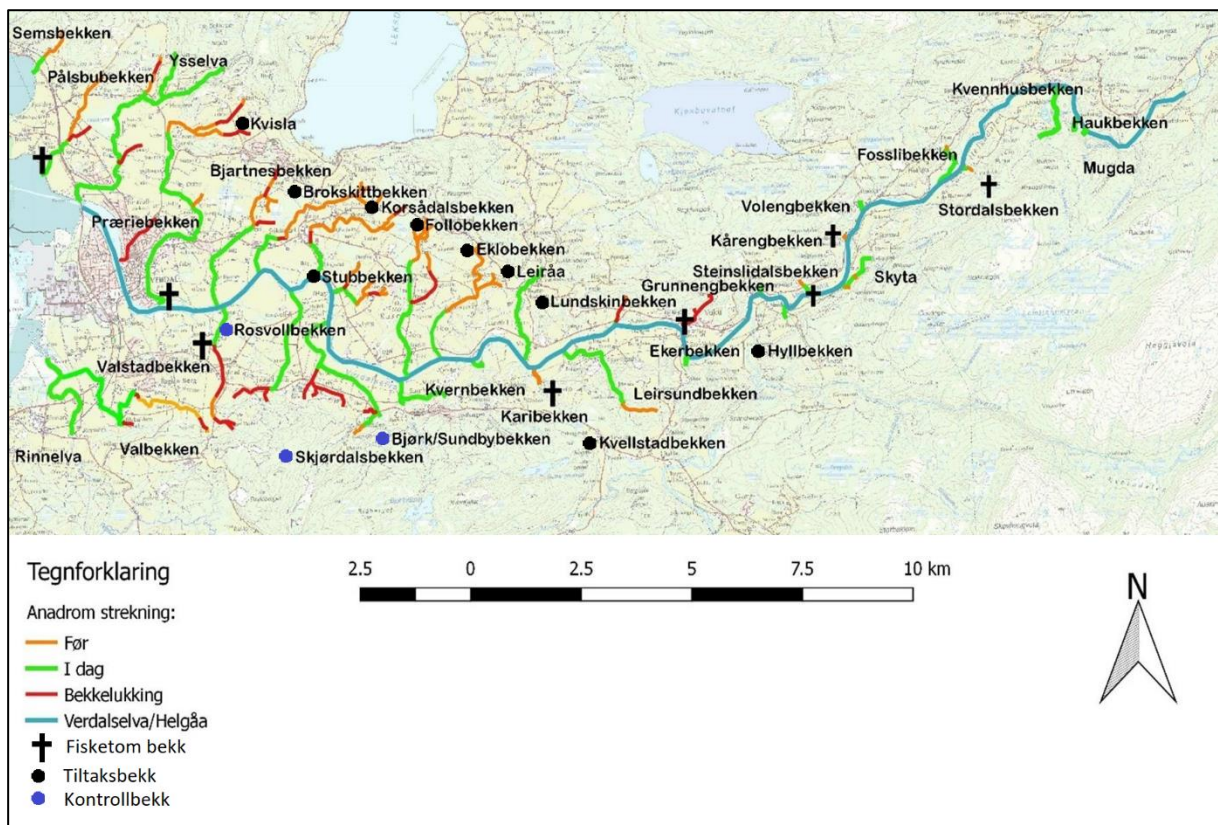 Semsbekken
Pålsbubekken
Ysselva
Kvisla
Kvennhusbekken
Haukbekken
Fosslibekken
Mugda
Bjartnesbekken
Brokskittbekken
Korsådalsbekken
Follobekken
Præriebekken
Volengbekken
Stordalsbekken
Kårengbekken
Eklobekken
Leiråa
Steinslidalsbekken
Skyta
Grunnengbekken
Stubbekken
Lundskinbekken
Rosvollbekken
Valstadbekken
Ekerbekken
Hyllbekken
Kvernbekken
Leirsundbekken
Karibekken
Rinnelva
Valbekken
Bjørk/Sundbybekken
Kvellstadbekken
Skjørdalsbekken
Tegnforklaring
2.5 0 2.5 5 7.5 10 km
N
Anadrom strekning:
Før
I dag
Bekkelukking
Verdalselva/Helgåa
Fisketom bekk
Tiltaksbekk
Kontrollbekk